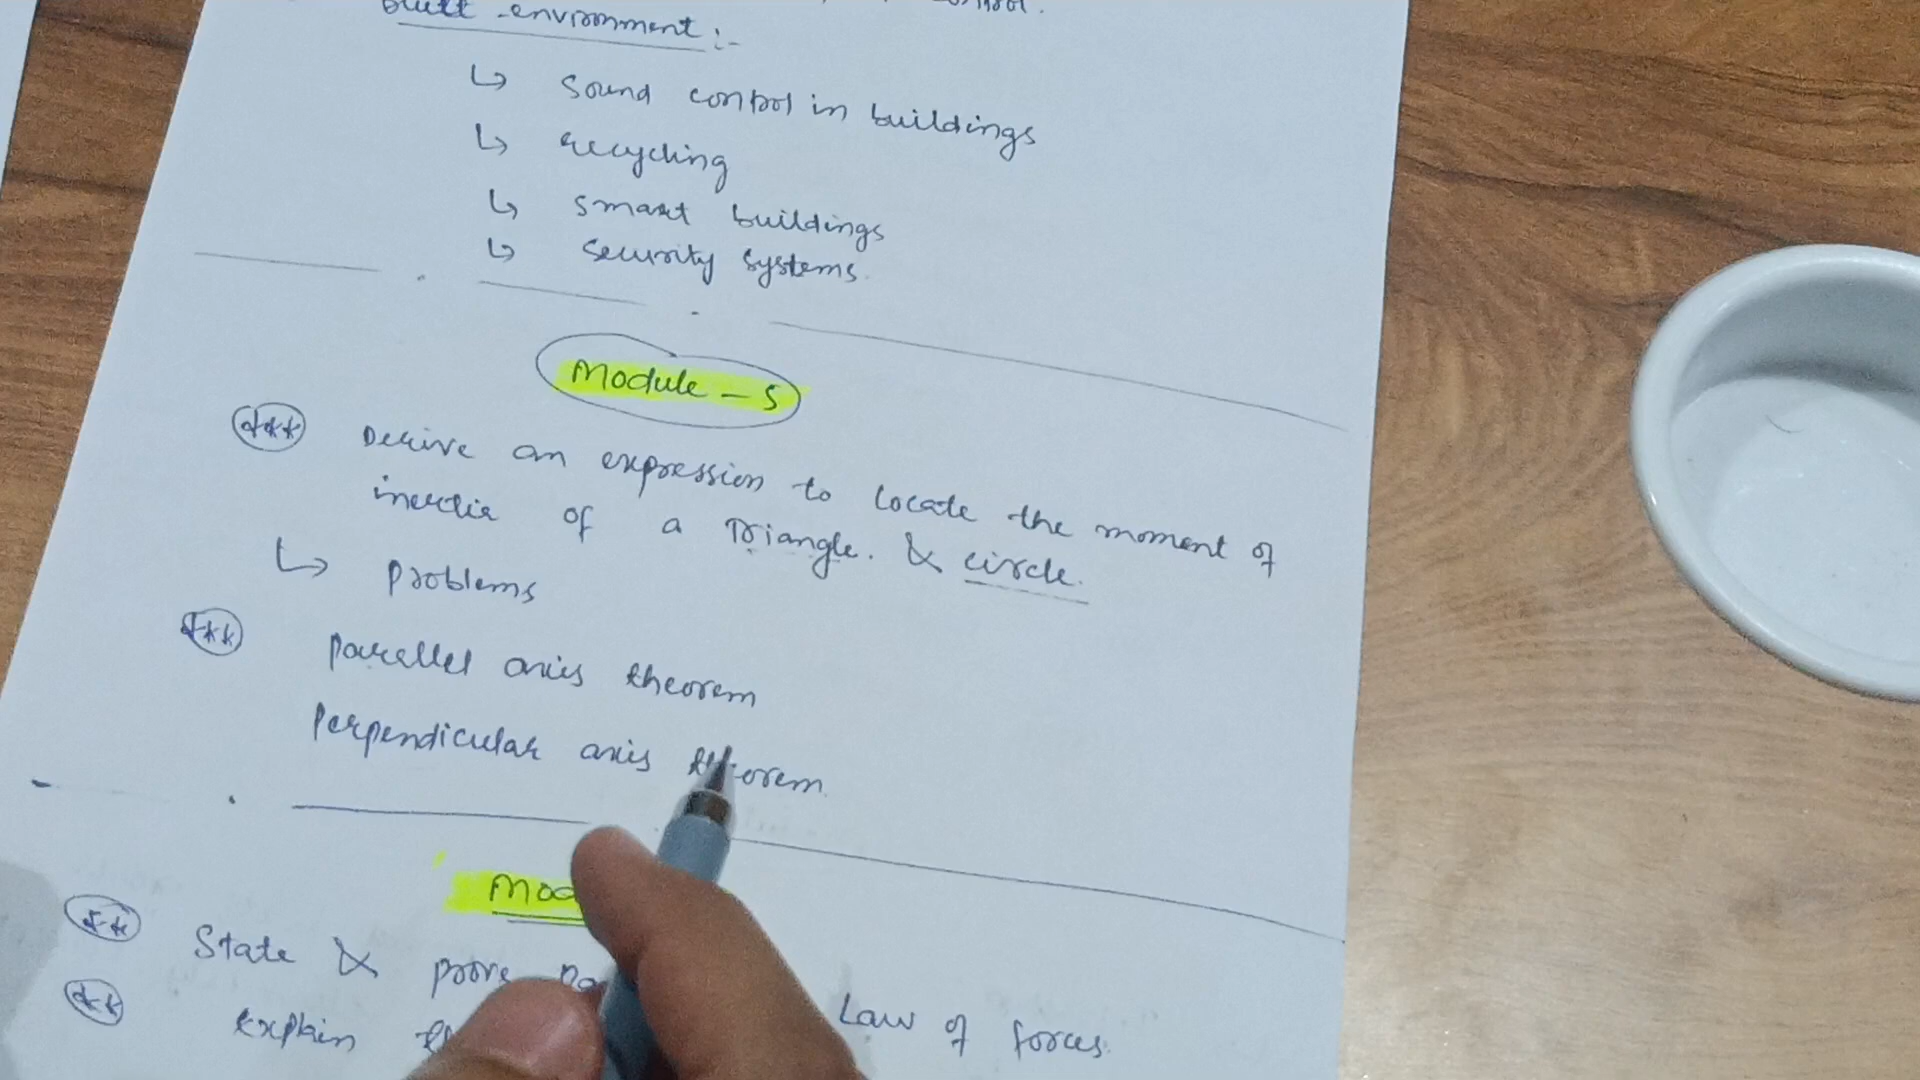 built environment :-
↳ Sound control in buildings
↳ recycling
↳ smart buildings
↳ security systems.
Module - 5
*** Derive an expression to locate the moment of
inertia of a Triangle. & circle.
↳ problems
*** parallel axis theorem
perpendicular axis theorem.
** State & prove
Law of forces.
** explain